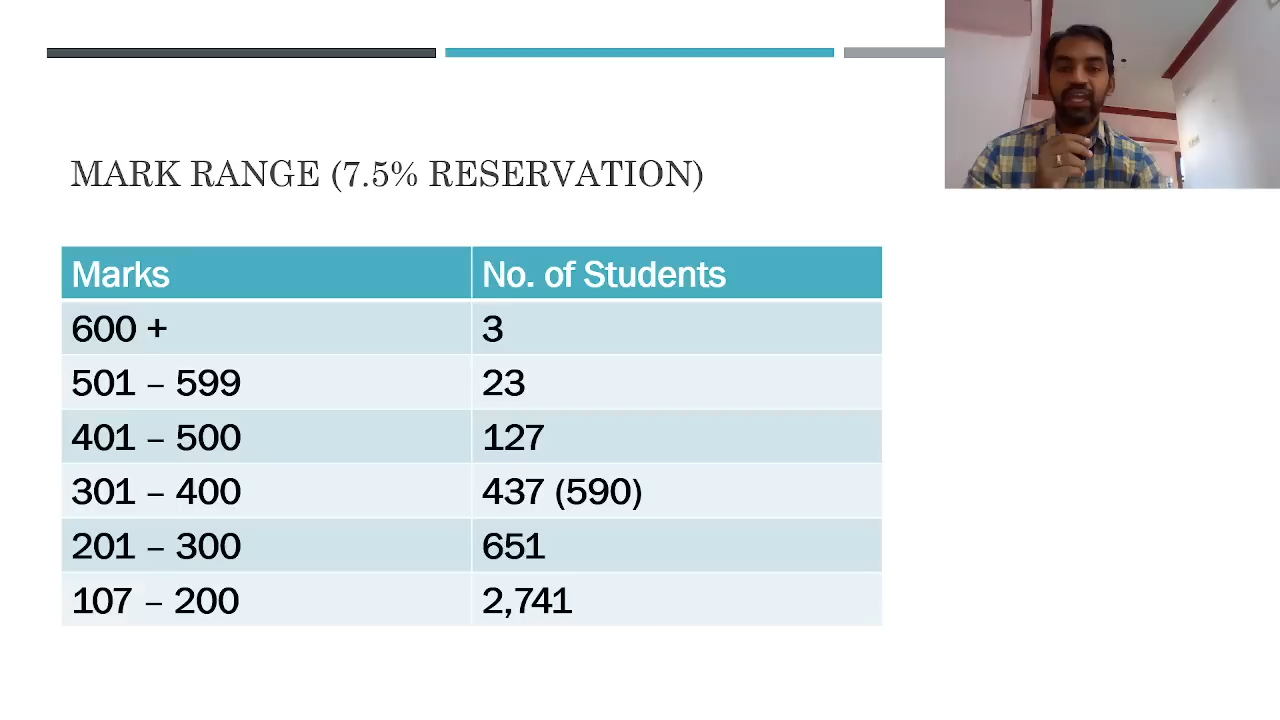 MARK RANGE (7.5% RESERVATION)
Marks No. of Students
600 + 3
501 – 599 23
401 – 500 127
301 – 400 437 (590)
201 – 300 651
107 – 200 2,741